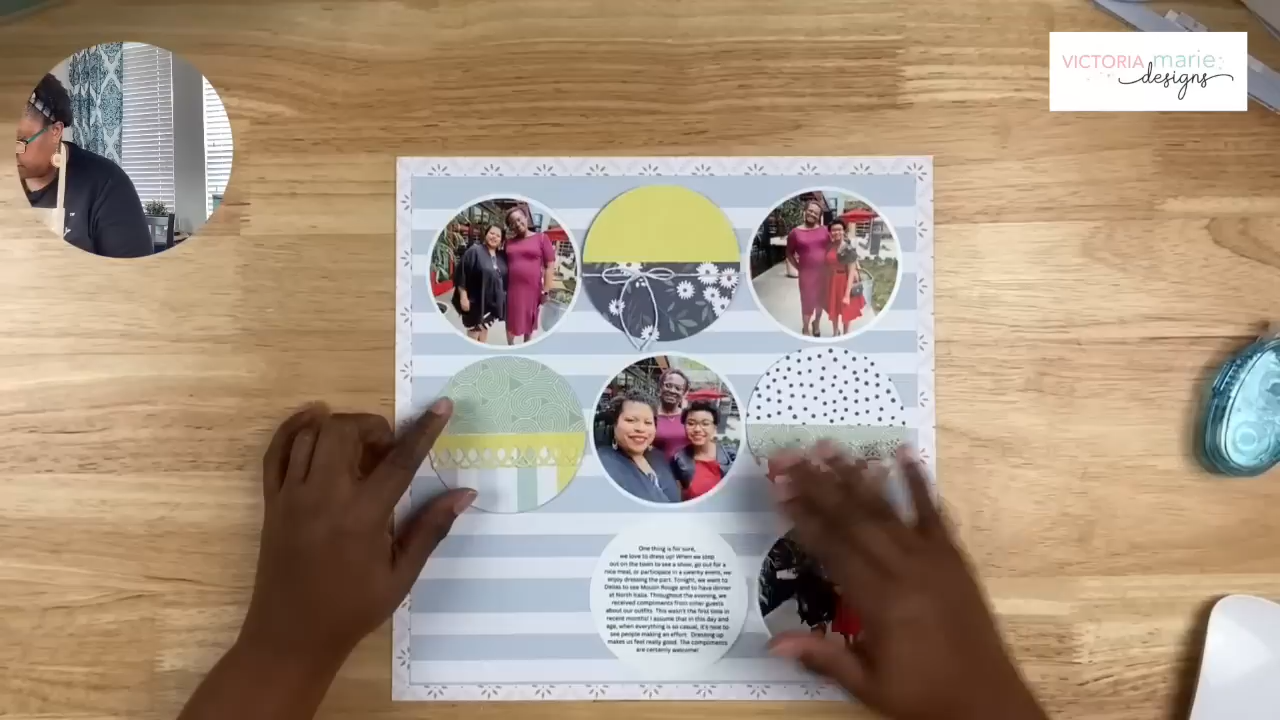 VICTORIA marie
designs
One thing is for sure,
we love to dress up! When we step
out on the town to see a show, go out for a
nice meal, or participate in a swanky event, we
enjoy dressing the part. Tonight, we went to
Dallas to see Moulin Rouge and to have dinner
at North Italia. Throughout the evening, we
received compliments from other guests
about our outfits. This wasn't the first time in
recent months! I assume that in this day and
age, when everything is so casual, it's nice to
see people making an effort. Dressing up
makes us feel really good. The compliments
are certainly welcome!